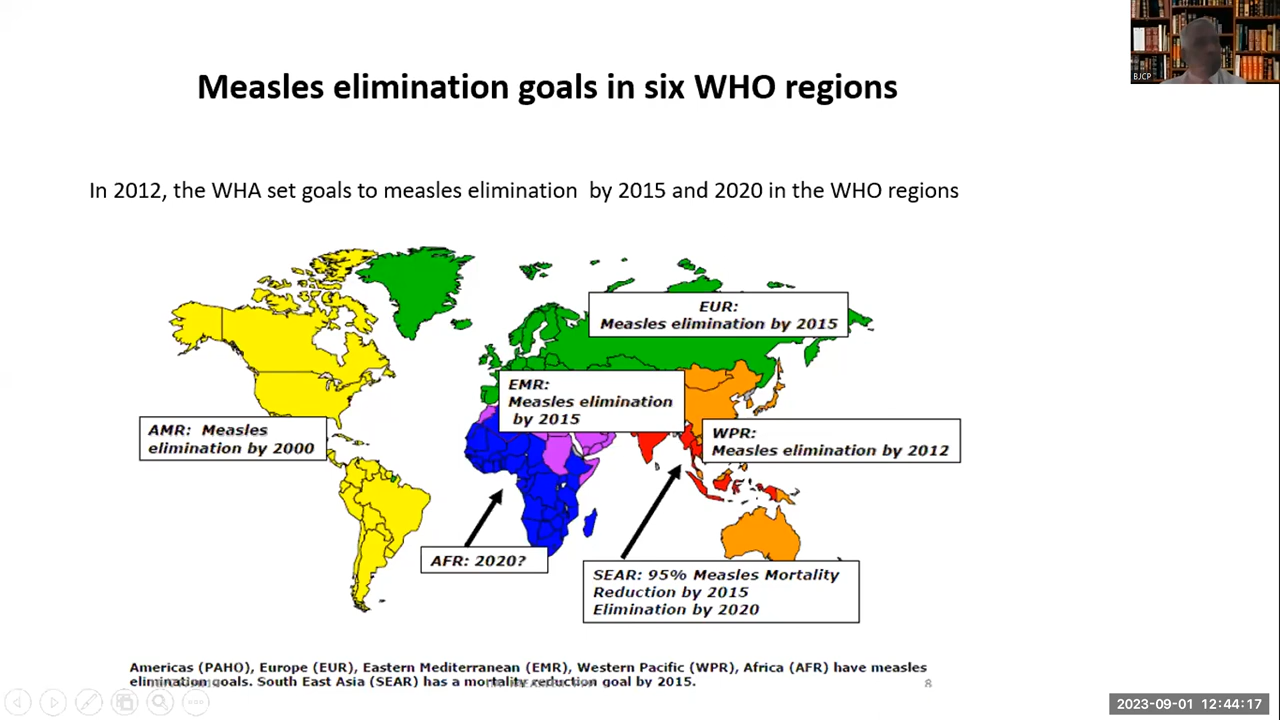 BJCP
Measles elimination goals in six WHO regions
In 2012, the WHA set goals to measles elimination by 2015 and 2020 in the WHO regions
EUR:
Measles elimination by 2015
EMR:
Measles elimination
by 2015
AMR: Measles
elimination by 2000
WPR:
Measles elimination by 2012
AFR: 2020?
SEAR: 95% Measles Mortality
Reduction by 2015
Elimination by 2020
Americas (PAHO), Europe (EUR), Eastern Mediterranean (EMR), Western Pacific (WPR), Africa (AFR) have measles
elimination goals. South East Asia (SEAR) has a mortality reduction goal by 2015.
8
2023-09-01 12:44:17